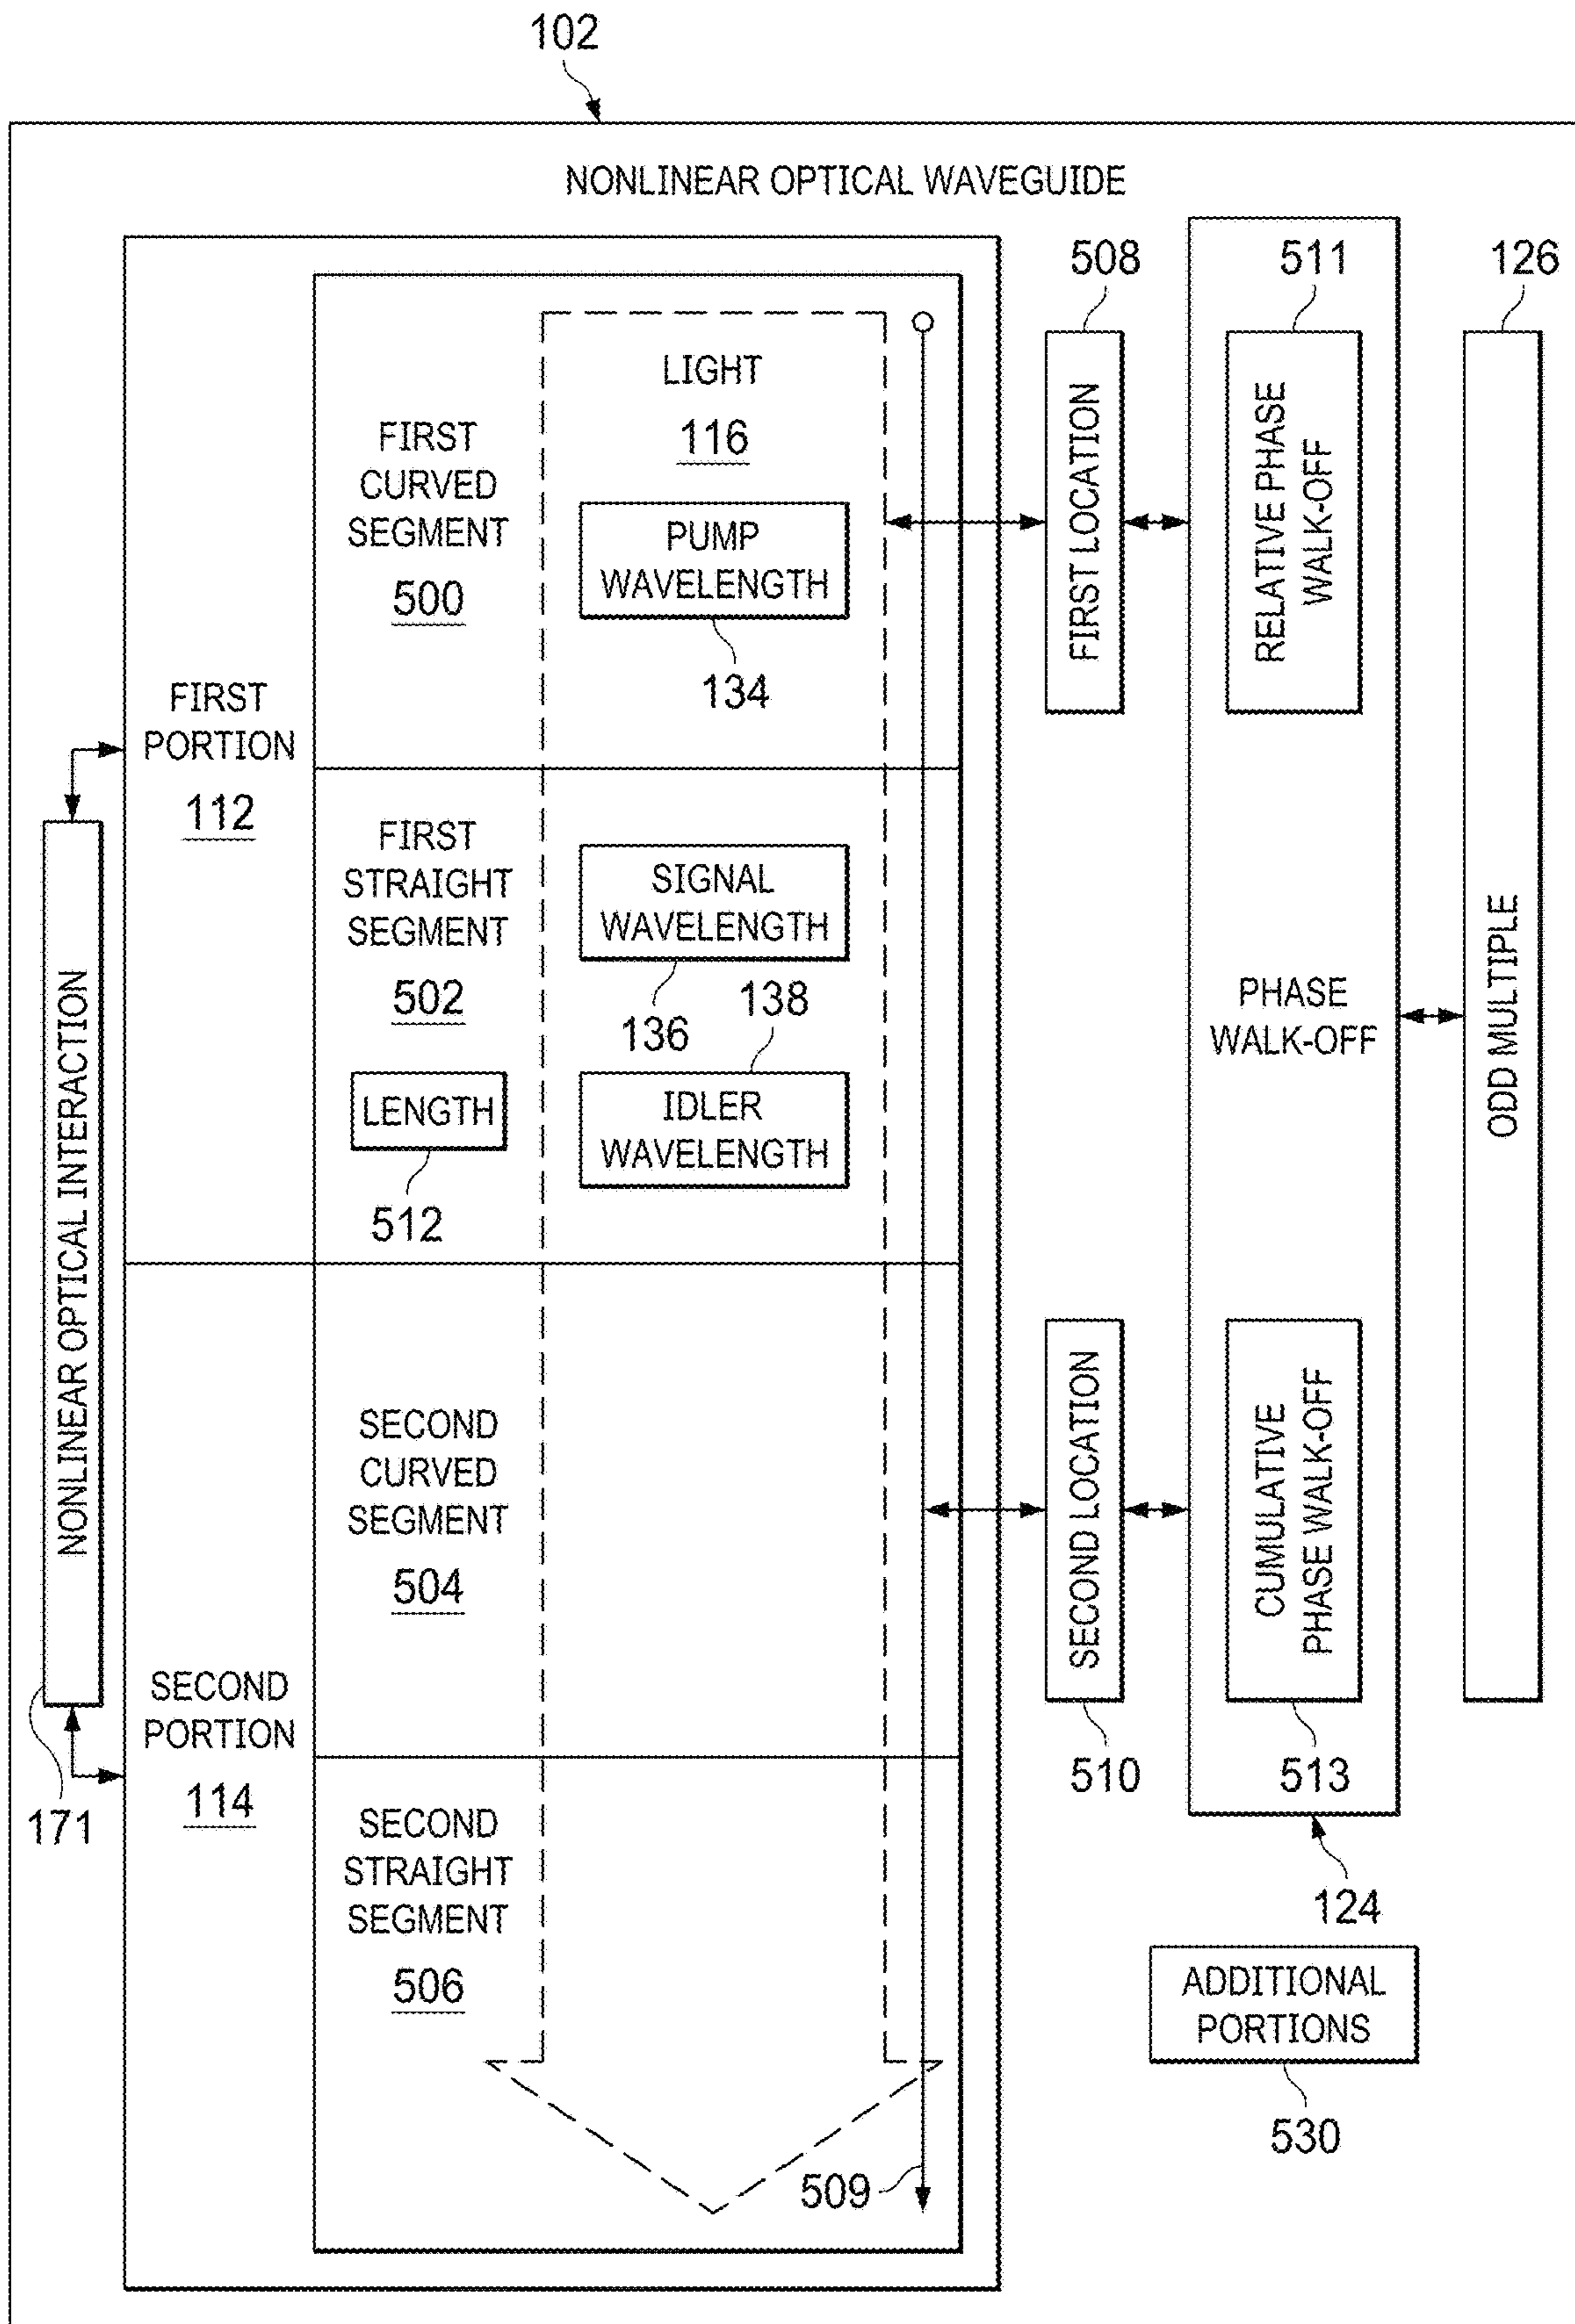 102
NONLINEAR OPTICAL WAVEGUIDE
508
511
126
LIGHT
116
FIRST
CURVED
SEGMENT
500
PUMP
WAVELENGTH
134
FIRST LOCATION
RELATIVE PHASE
WALK-OFF
FIRST
PORTION
112
FIRST
STRAIGHT
SEGMENT
502
SIGNAL
WAVELENGTH
136
138
LENGTH
512
IDLER
WAVELENGTH
PHASE
WALK-OFF
ODD MULTIPLE
NONLINEAR OPTICAL INTERACTION
171
SECOND
CURVED
SEGMENT
504
SECOND LOCATION
510
CUMULATIVE
PHASE WALK-OFF
513
SECOND
PORTION
114
SECOND
STRAIGHT
SEGMENT
506
124
ADDITIONAL
PORTIONS
530
509